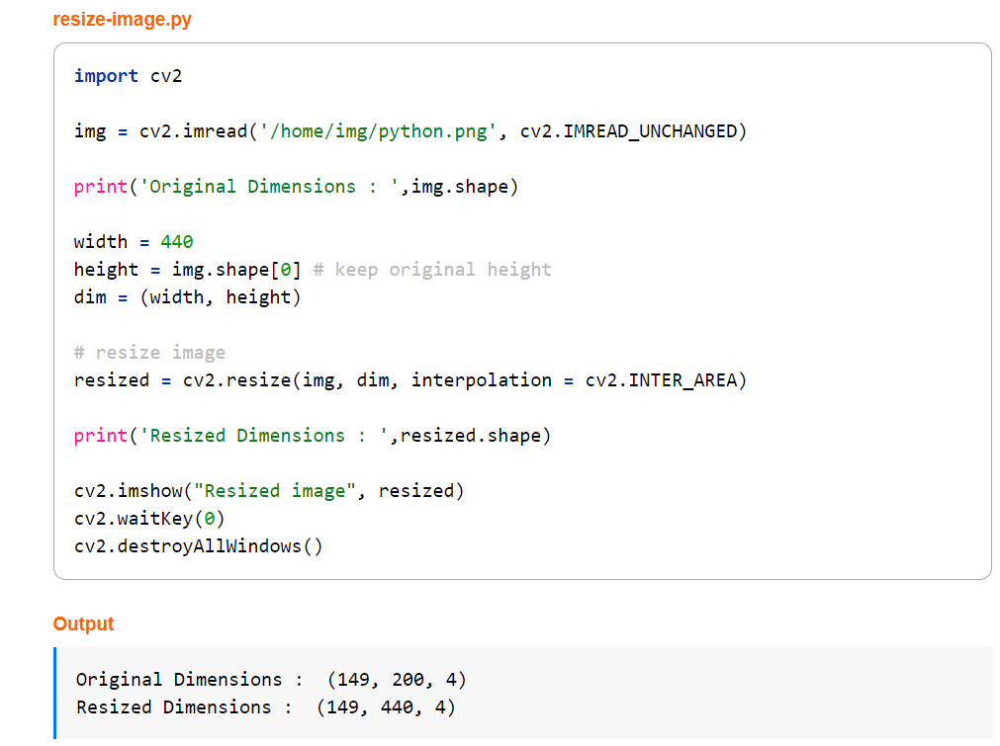 resize-image.py
import cv2
img = cv2.imread('/home/img/python.png', cv2.IMREAD_UNCHANGED)
print('Original Dimensions : ',img.shape)
width = 440
height = img.shape[0] # keep original height
dim = (width, height)
# resize image
resized = cv2.resize(img, dim, interpolation = cv2.INTER_AREA)
print('Resized Dimensions : ',resized.shape)
cv2.imshow("Resized image", resized)
cv2.waitKey(0)
cv2.destroyAllWindows()
Output
Original Dimensions :  (149, 200, 4)
Resized Dimensions :  (149, 440, 4)